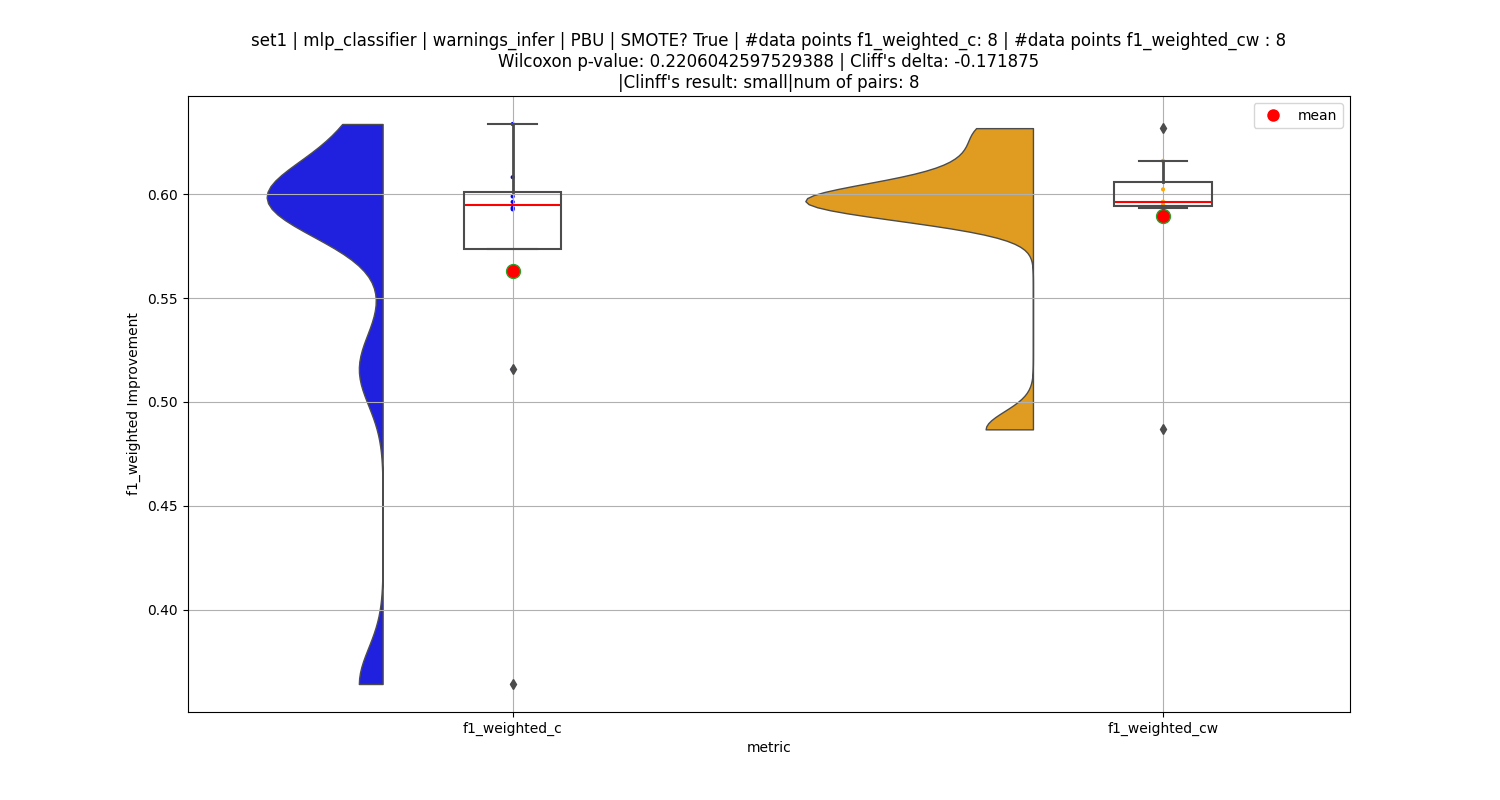 set1 | mlp_classifier | warnings_infer | PBU | SMOTE? True | #data points f1_weighted_c: 8 | #data points f1_weighted_cw : 8
Wilcoxon p-value: 0.2206042597529388 | Cliff's delta: -0.171875
|Clinff's result: small|num of pairs: 8
mean
0.60
0.55
0.50
0.45
0.40
f1_weighted Improvement
f1_weighted_c
f1_weighted_cw
metric